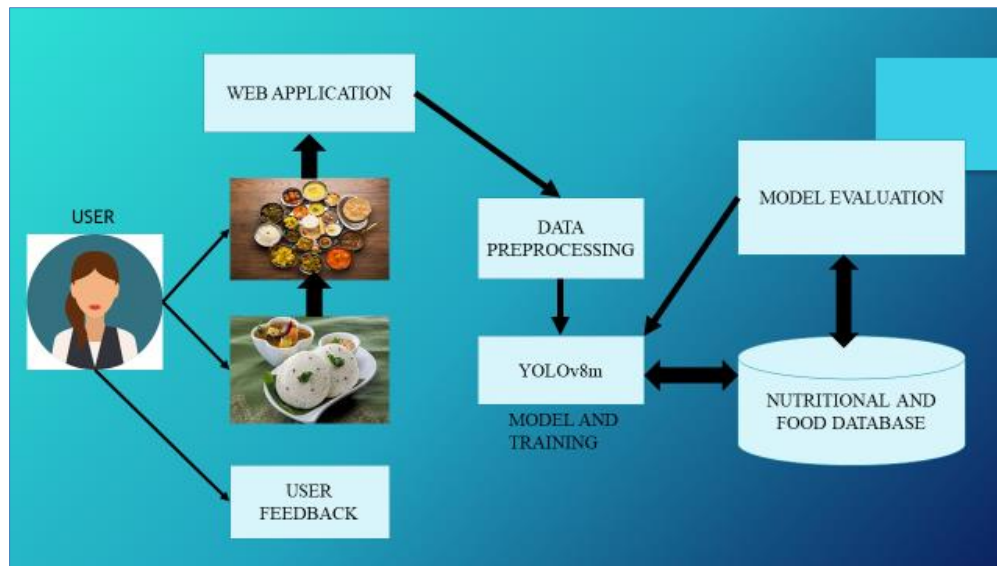 WEB APPLICATION
USER
DATA
PREPROCESSING
MODEL EVALUATION
YOLOv8m
MODEL AND
TRAINING
NUTRITIONAL AND
FOOD DATABASE
USER
FEEDBACK